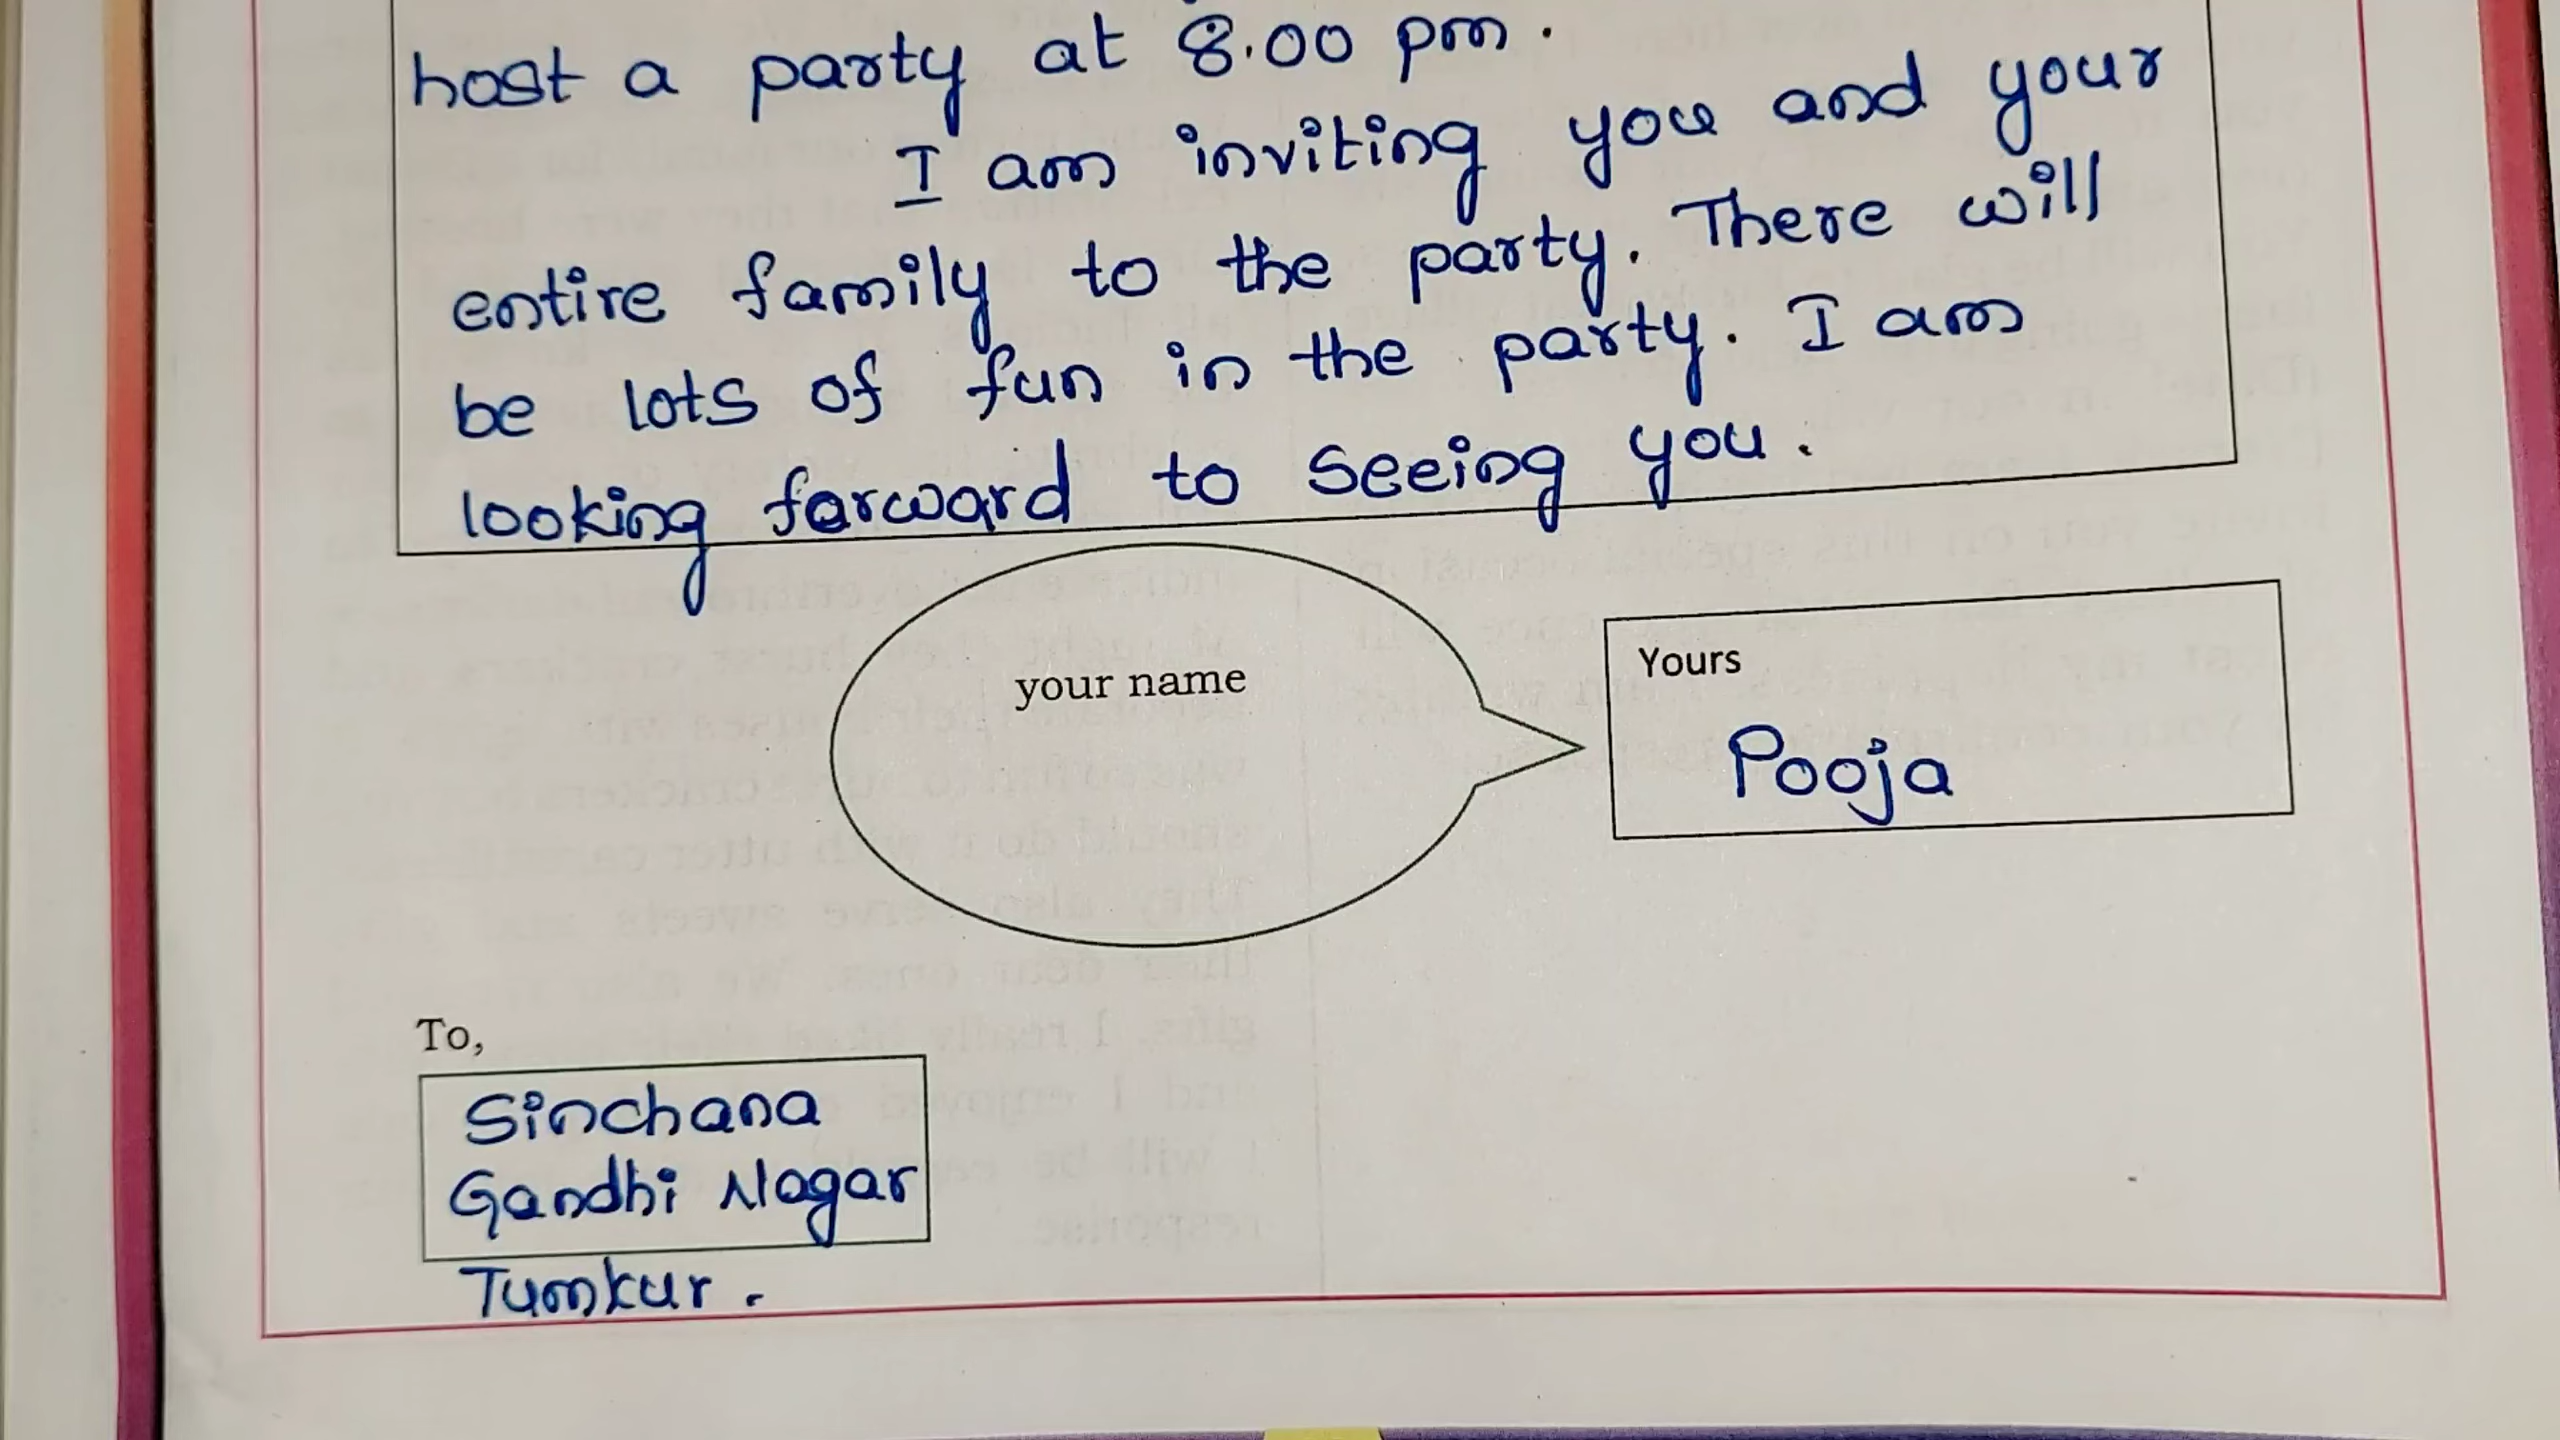 host a party at 8.00 pm.
I am inviting you and your
entire family to the party. There will
be lots of fun in the party. I am
looking forward to seeing you.
your name
Yours
Pooja
To,
Sinchana
Gandhi Nagar
Tumkur.